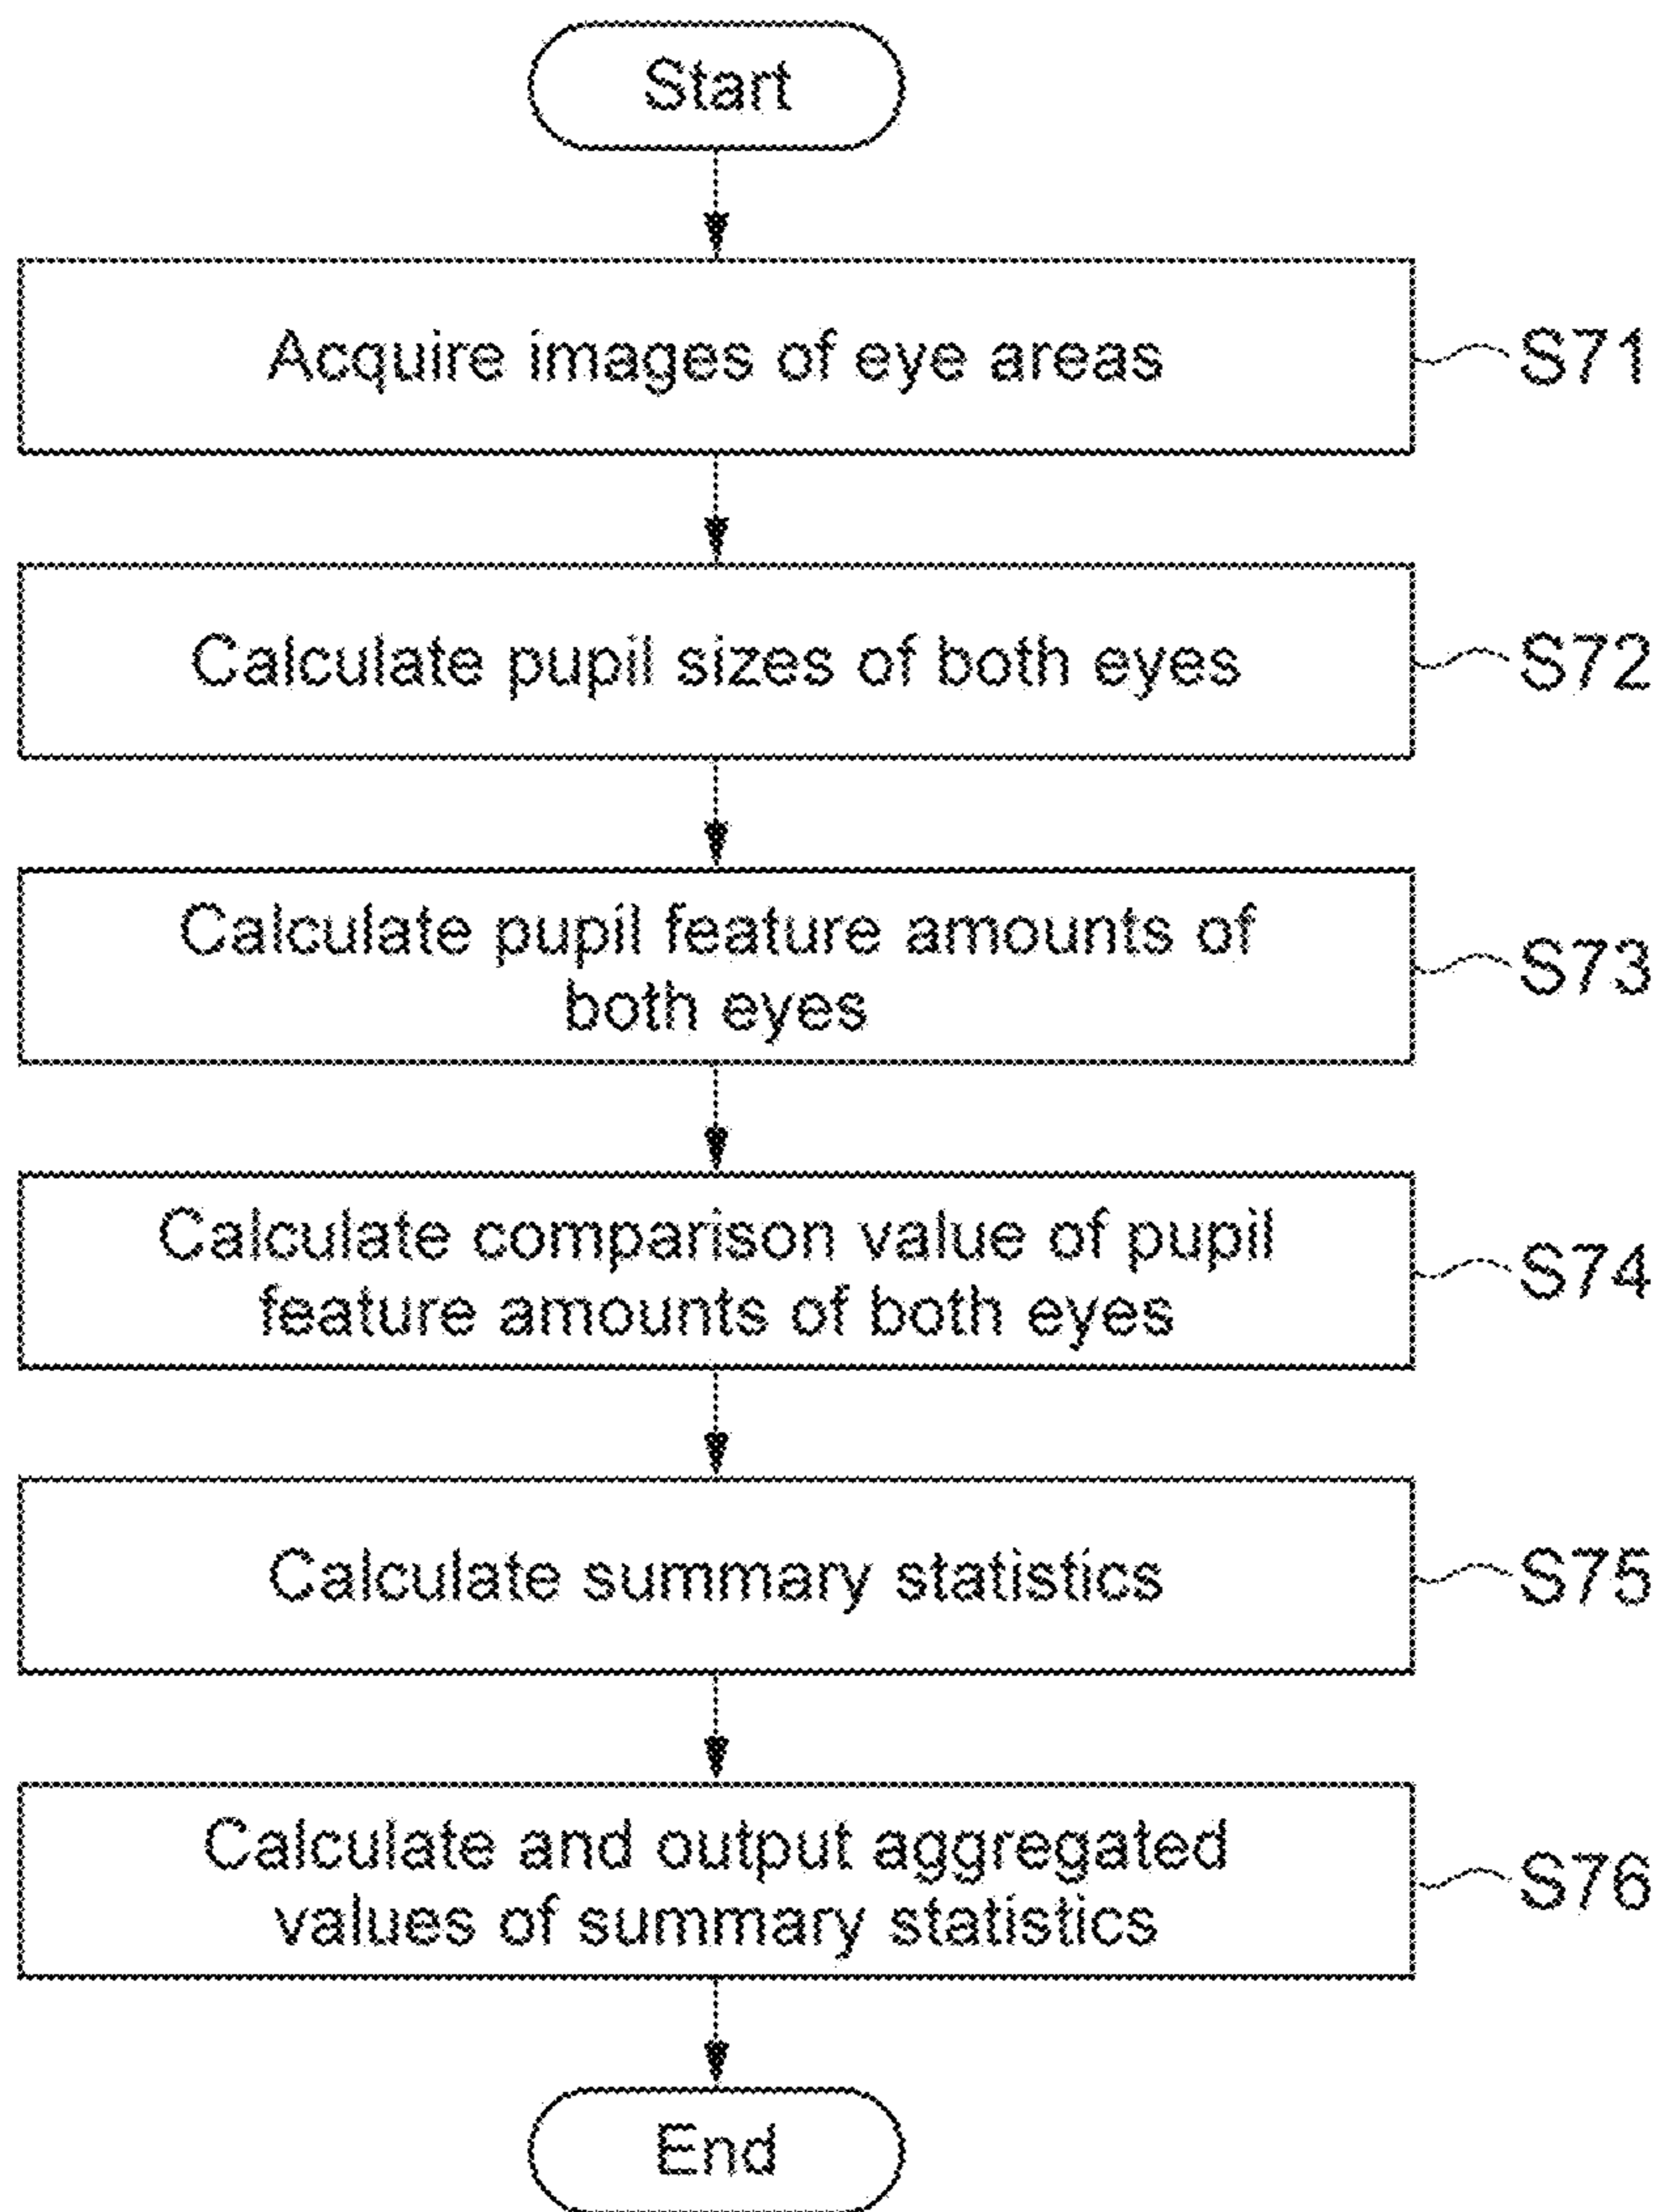 Start
Acquire images of eye areas
S71
Calculate pupil sizes of both eyes
S72
Calculate pupil feature amounts of
both eyes
S73
Calculate comparison value of pupil
feature amounts of both eyes
S74
Calculate summary statistics
S75
Calculate and output aggregated
values of summary statistics
S76
End